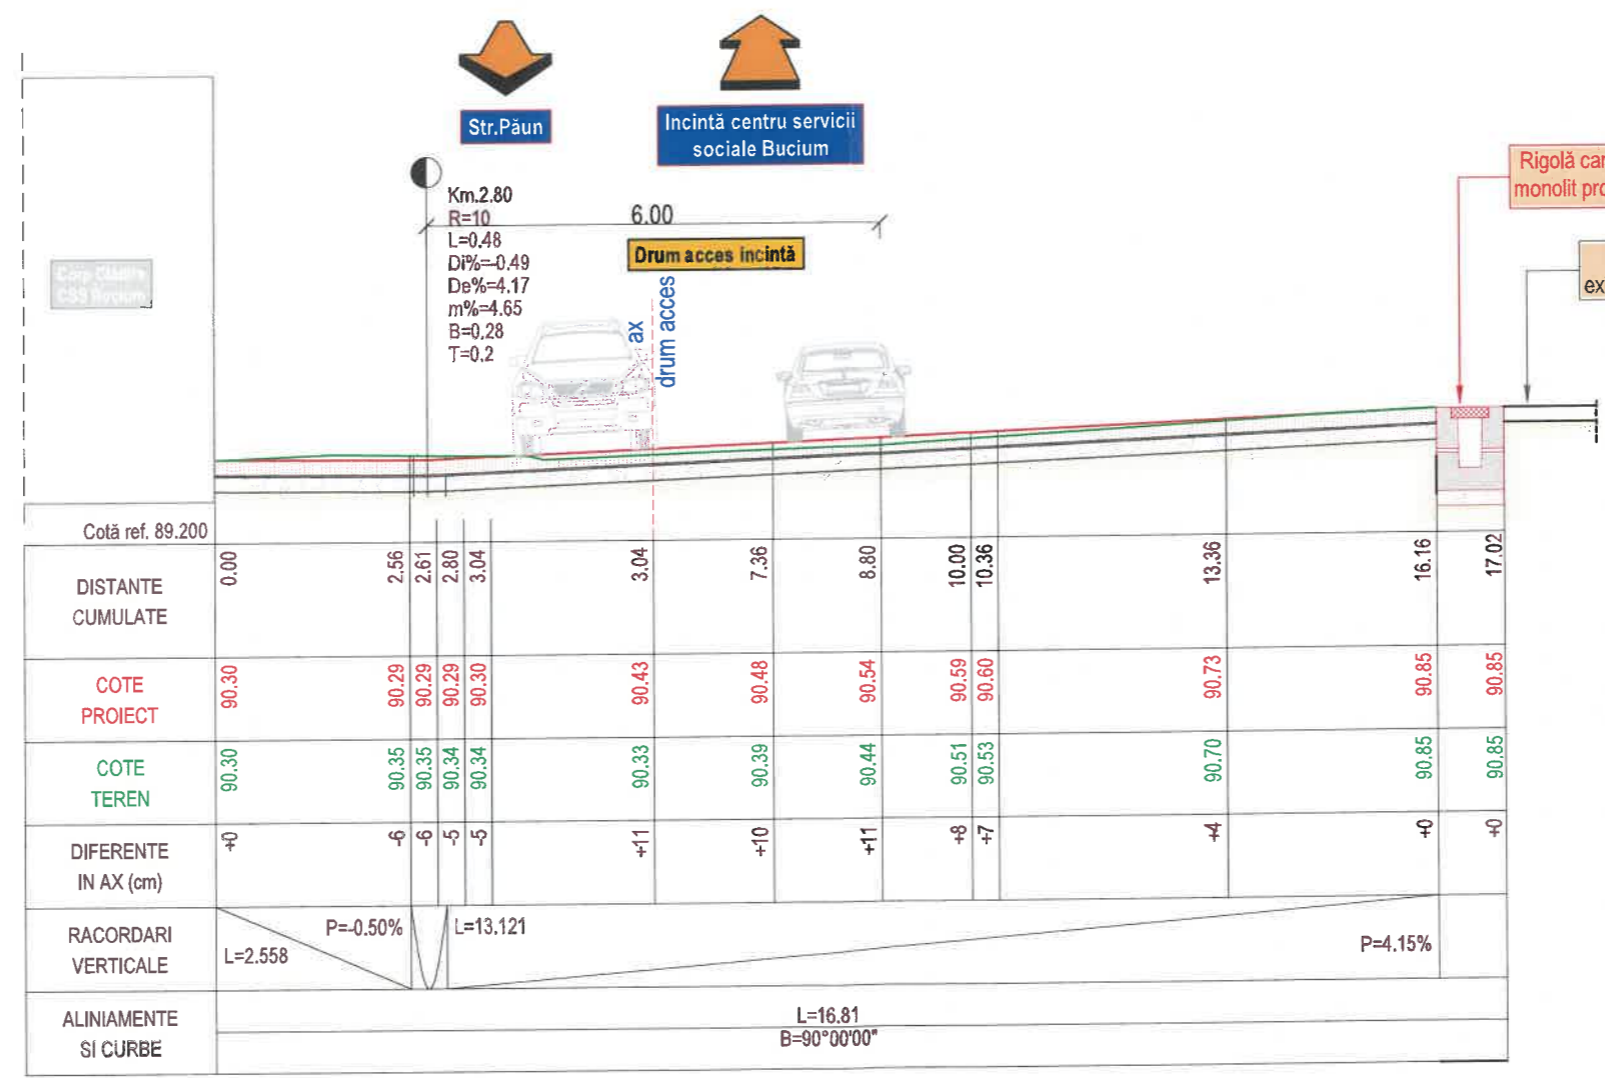 Str.Păun
Incintă centru servicii
sociale Bucium
Rigolă car
monolit pro
ex
Km.2.80
R=10
L=0.48
Di%=-0.49
De%=4.17
m%=4.65
B=0.28
T=0.2
6.00
Drum acces incintă
ax
drum acces
Corp Clădire
CSS Bucium
Cotă ref. 89.200
DISTANTE
CUMULATE
0.00 2.56 2.61 2.80 3.04 3.04 7.36 8.80 10.00 10.36 13.36 16.16 17.02
COTE
PROIECT
90.30 90.29 90.29 90.29 90.30 90.43 90.48 90.54 90.59 90.60 90.73 90.85 90.85
COTE
TEREN
90.30 90.35 90.35 90.34 90.34 90.33 90.39 90.44 90.51 90.53 90.70 90.85 90.85
DIFERENTE
IN AX (cm)
+0 -6 -6 -5 -5 +11 +10 +11 +8 +7 +4 +0 +0
RACORDARI
VERTICALE
L=2.558 P=-0.50% L=13.121 P=4.15%
ALINIAMENTE
SI CURBE
L=16.81
B=90°00'00"